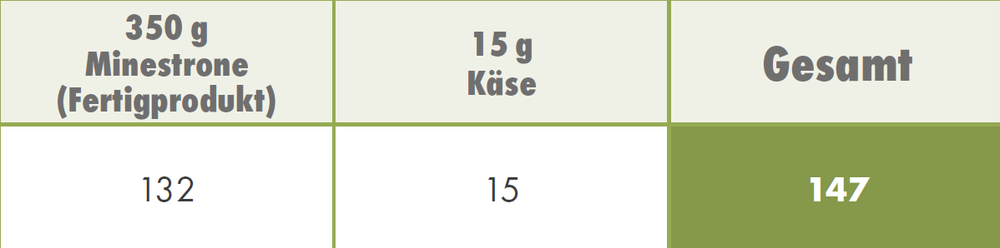 350 g
Minestrone
(Fertigprodukt)
15 g
Käse
Gesamt
132
15
147